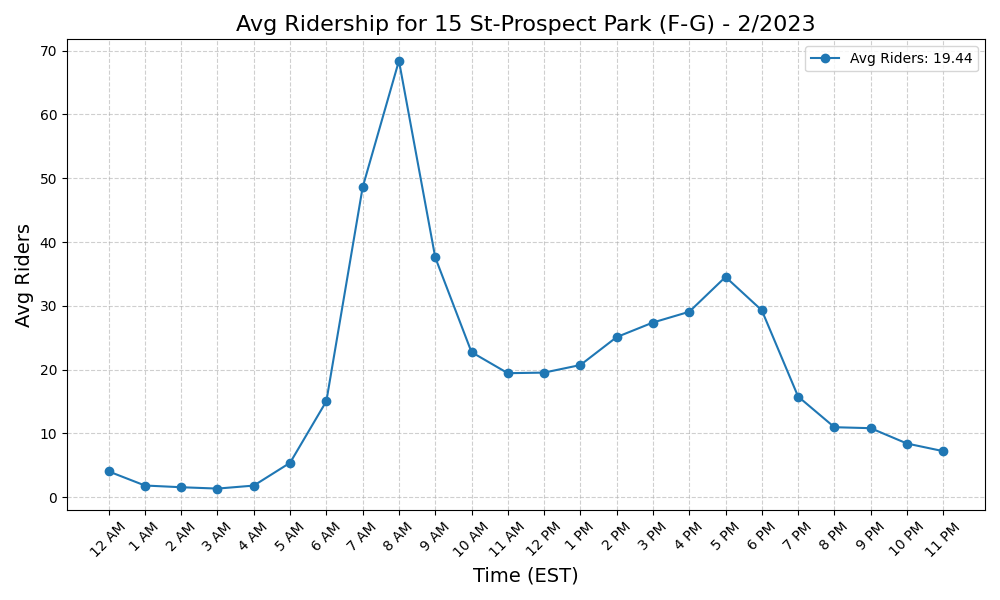 Avg Ridership for 15 St-Prospect Park (F-G) - 2/2023
Avg Riders: 19.44
Avg Riders
70
60
50
40
30
20
10
0
12 AM
1 AM
2 AM
3 AM
4 AM
5 AM
6 AM
7 AM
8 AM
9 AM
10 AM
11 AM
12 PM
1 PM
2 PM
3 PM
4 PM
5 PM
6 PM
7 PM
8 PM
9 PM
10 PM
11 PM
Time (EST)